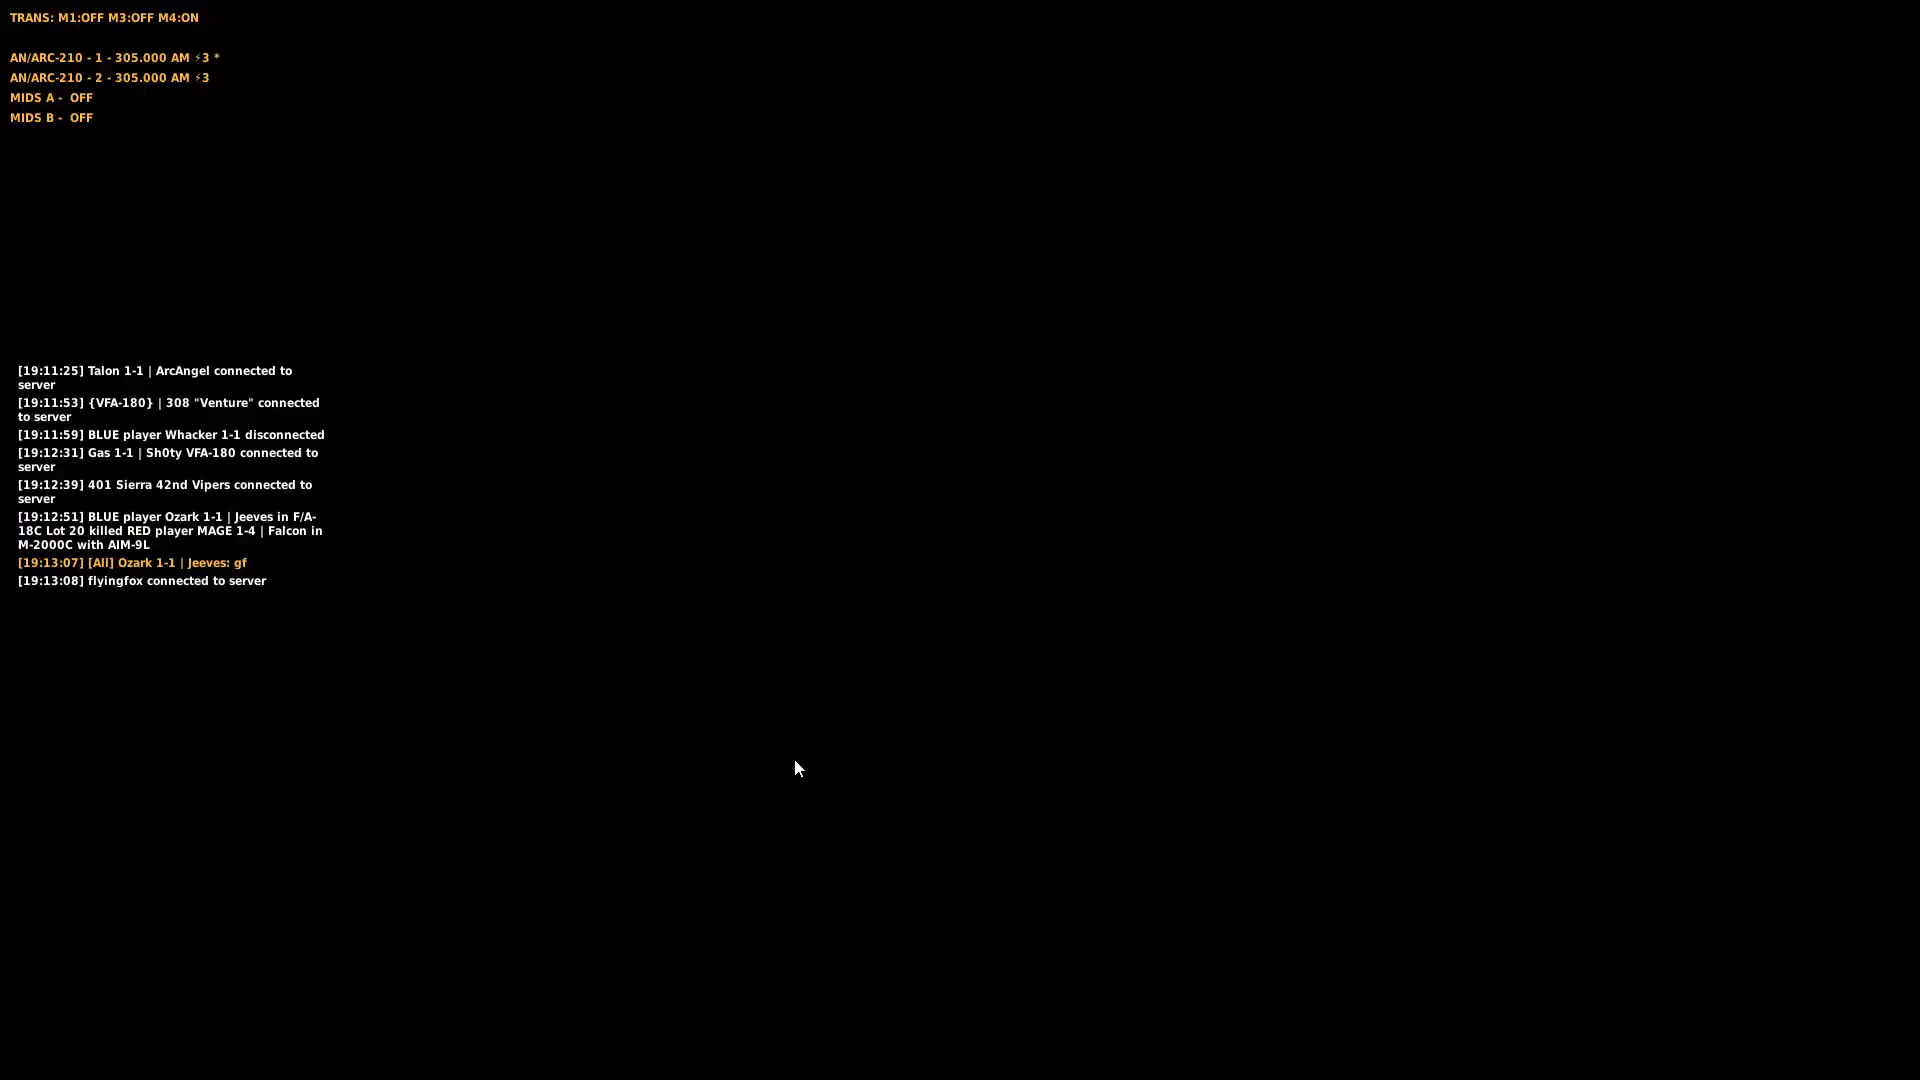 TRANS: M1:OFF M3:OFF M4:ON
AN/ARC-210 - 1 - 305.000 AM ⚡3 *
AN/ARC-210 - 2 - 305.000 AM ⚡3
MIDS A -  OFF
MIDS B -  OFF
[19:11:25] Talon 1-1 | ArcAngel connected to
server
[19:11:53] {VFA-180} | 308 "Venture" connected
to server
[19:11:59] BLUE player Whacker 1-1 disconnected
[19:12:31] Gas 1-1 | Sh0ty VFA-180 connected to
server
[19:12:39] 401 Sierra 42nd Vipers connected to
server
[19:12:51] BLUE player Ozark 1-1 | Jeeves in F/A-
18C Lot 20 killed RED player MAGE 1-4 | Falcon in
M-2000C with AIM-9L
[19:13:07] [All] Ozark 1-1 | Jeeves: gf
[19:13:08] flyingfox connected to server